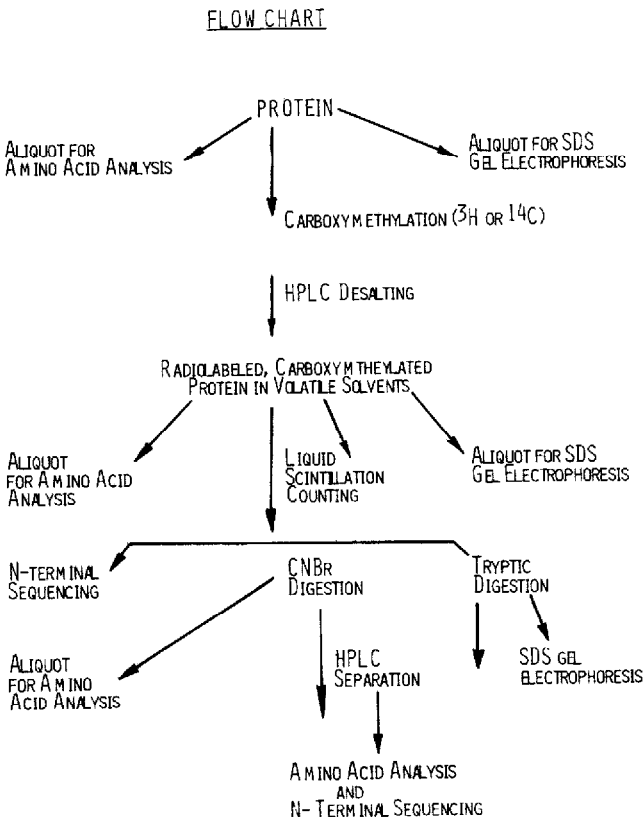 FLOW CHART
PROTEIN
ALIQUOT FOR
AMINO ACID ANALYSIS
ALIQUOT FOR SDS
GEL ELECTROPHORESIS
CARBOXYMETHYLATION (3H OR 14C)
HPLC DESALTING
RADIOLABELED, CARBOXYMTHEYLATED
PROTEIN IN VOLATILE SOLVENTS
ALIQUOT
FOR AMINO ACID
ANALYSIS
LIQUID
SCINTILLATION
COUNTING
ALIQUOT FOR SDS
GEL ELECTROPHORESIS
N-TERMINAL
SEQUENCING
CNBR
DIGESTION
TRYPTIC
DIGESTION
ALIQUOT
FOR AMINO
ACID ANALYSIS
HPLC
SEPARATION
SDS GEL
ELECTROPHORESIS
AMINO ACID ANALYSIS
AND
N-TERMINAL SEQUENCING